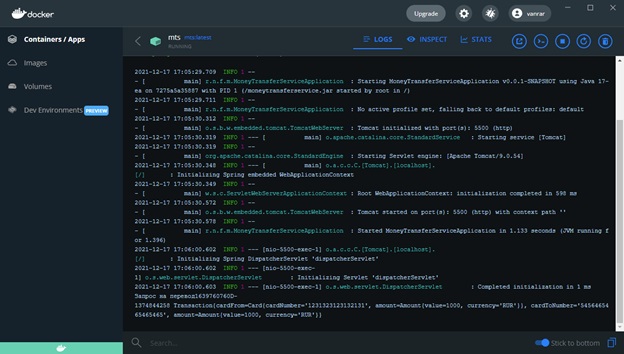 docker
Upgrade
vanrar
Containers / Apps
Images
Volumes
Dev Environments PREVIEW
mts mts:latest
RUNNING
LOGS INSPECT STATS
2021-12-17 17:05:29.709 INFO 1 --
- [ main] r.n.f.m.MoneyTransferServiceApplication : Starting MoneyTransferServiceApplication v0.0.1-SNAPSHOT using Java 17-
ea on 7275a5a35887 with PID 1 (/moneytransferservice.jar started by root in /)
2021-12-17 17:05:29.711 INFO 1 --
- [ main] r.n.f.m.MoneyTransferServiceApplication : No active profile set, falling back to default profiles: default
2021-12-17 17:05:30.312 INFO 1 --
- [ main] o.s.b.w.embedded.tomcat.TomcatWebServer : Tomcat initialized with port(s): 5500 (http)
2021-12-17 17:05:30.319 INFO 1 --- [ main] o.apache.catalina.core.StandardService : Starting service [Tomcat]
2021-12-17 17:05:30.319 INFO 1 --
- [ main] org.apache.catalina.core.StandardEngine : Starting Servlet engine: [Apache Tomcat/9.0.54]
2021-12-17 17:05:30.348 INFO 1 --- [ main] o.a.c.c.C.[Tomcat].[localhost].
[/] : Initializing Spring embedded WebApplicationContext
2021-12-17 17:05:30.349 INFO 1 --
- [ main] w.s.c.ServletWebServerApplicationContext : Root WebApplicationContext: initialization completed in 598 ms
2021-12-17 17:05:30.572 INFO 1 --
- [ main] o.s.b.w.embedded.tomcat.TomcatWebServer : Tomcat started on port(s): 5500 (http) with context path ''
2021-12-17 17:05:30.578 INFO 1 --
- [ main] r.n.f.m.MoneyTransferServiceApplication : Started MoneyTransferServiceApplication in 1.133 seconds (JVM running f
or 1.396)
2021-12-17 17:06:00.602 INFO 1 --- [nio-5500-exec-1] o.a.c.c.C.[Tomcat].[localhost].
[/] : Initializing Spring DispatcherServlet 'dispatcherServlet'
2021-12-17 17:06:00.602 INFO 1 --- [nio-5500-exec-
1] o.s.web.servlet.DispatcherServlet : Initializing Servlet 'dispatcherServlet'
2021-12-17 17:06:00.603 INFO 1 --- [nio-5500-exec-1] o.s.web.servlet.DispatcherServlet : Completed initialization in 1 ms
Запрос на перевод1639760760D-
1374844258 Transaction{cardFrom=Card{cardNumber='1231323123132131', amount=Amount{value=1000, currency='RUR'}}, cardToNumber='54564654
65465465', amount=Amount{value=1000, currency='RUR'}}
Search...
Stick to bottom